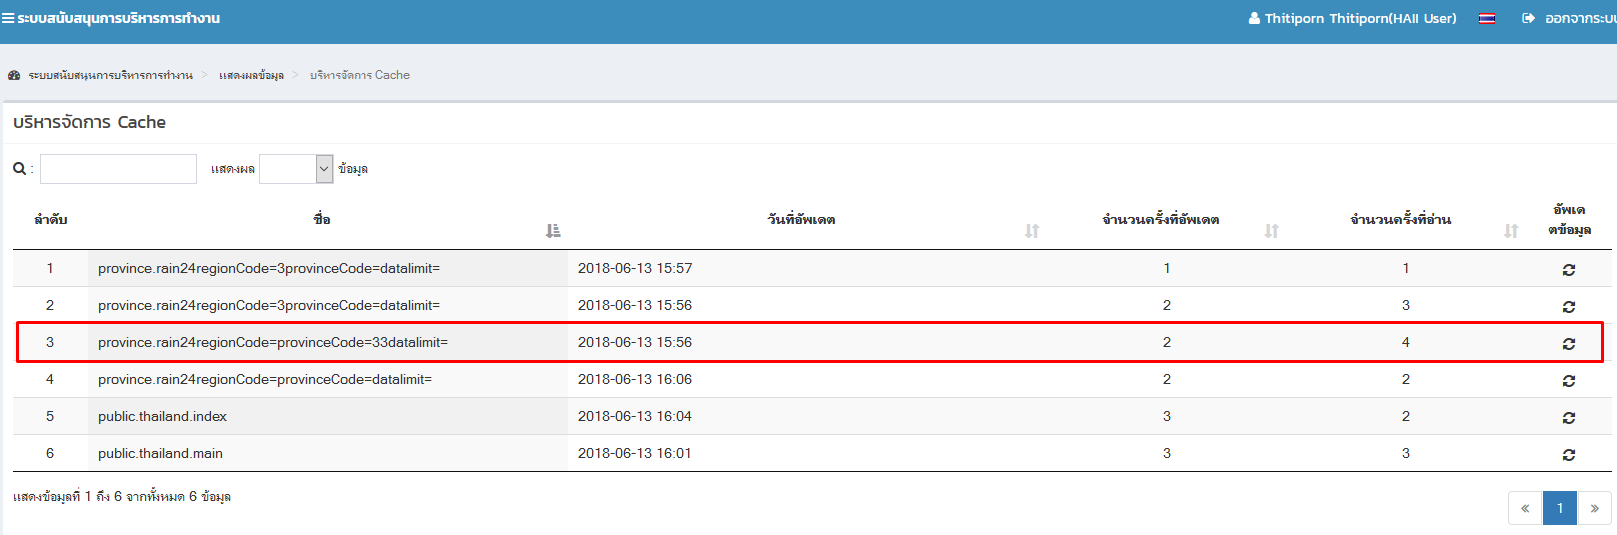 ระบบสนับสนุนการบริหารการทำงาน
Thitiporn Thitiporn(HAII User) ออกจากระบบ
ระบบสนับสนุนการบริหารการทำงาน > แสดงผลข้อมูล > บริหารจัดการ Cache
บริหารจัดการ Cache
: แสดงผล ข้อมูล
ลำดับ ชื่อ วันที่อัพเดต จำนวนครั้งที่อัพเดต จำนวนครั้งที่อ่าน อัพเด
ตข้อมูล
1 province.rain24regionCode=3provinceCode=datalimit= 2018-06-13 15:57 1 1
2 province.rain24regionCode=3provinceCode=datalimit= 2018-06-13 15:56 2 3
3 province.rain24regionCode=provinceCode=33datalimit= 2018-06-13 15:56 2 4
4 province.rain24regionCode=provinceCode=datalimit= 2018-06-13 16:06 2 2
5 public.thailand.index 2018-06-13 16:04 3 2
6 public.thailand.main 2018-06-13 16:01 3 3
แสดงข้อมูลที่ 1 ถึง 6 จากทั้งหมด 6 ข้อมูล
« 1 »